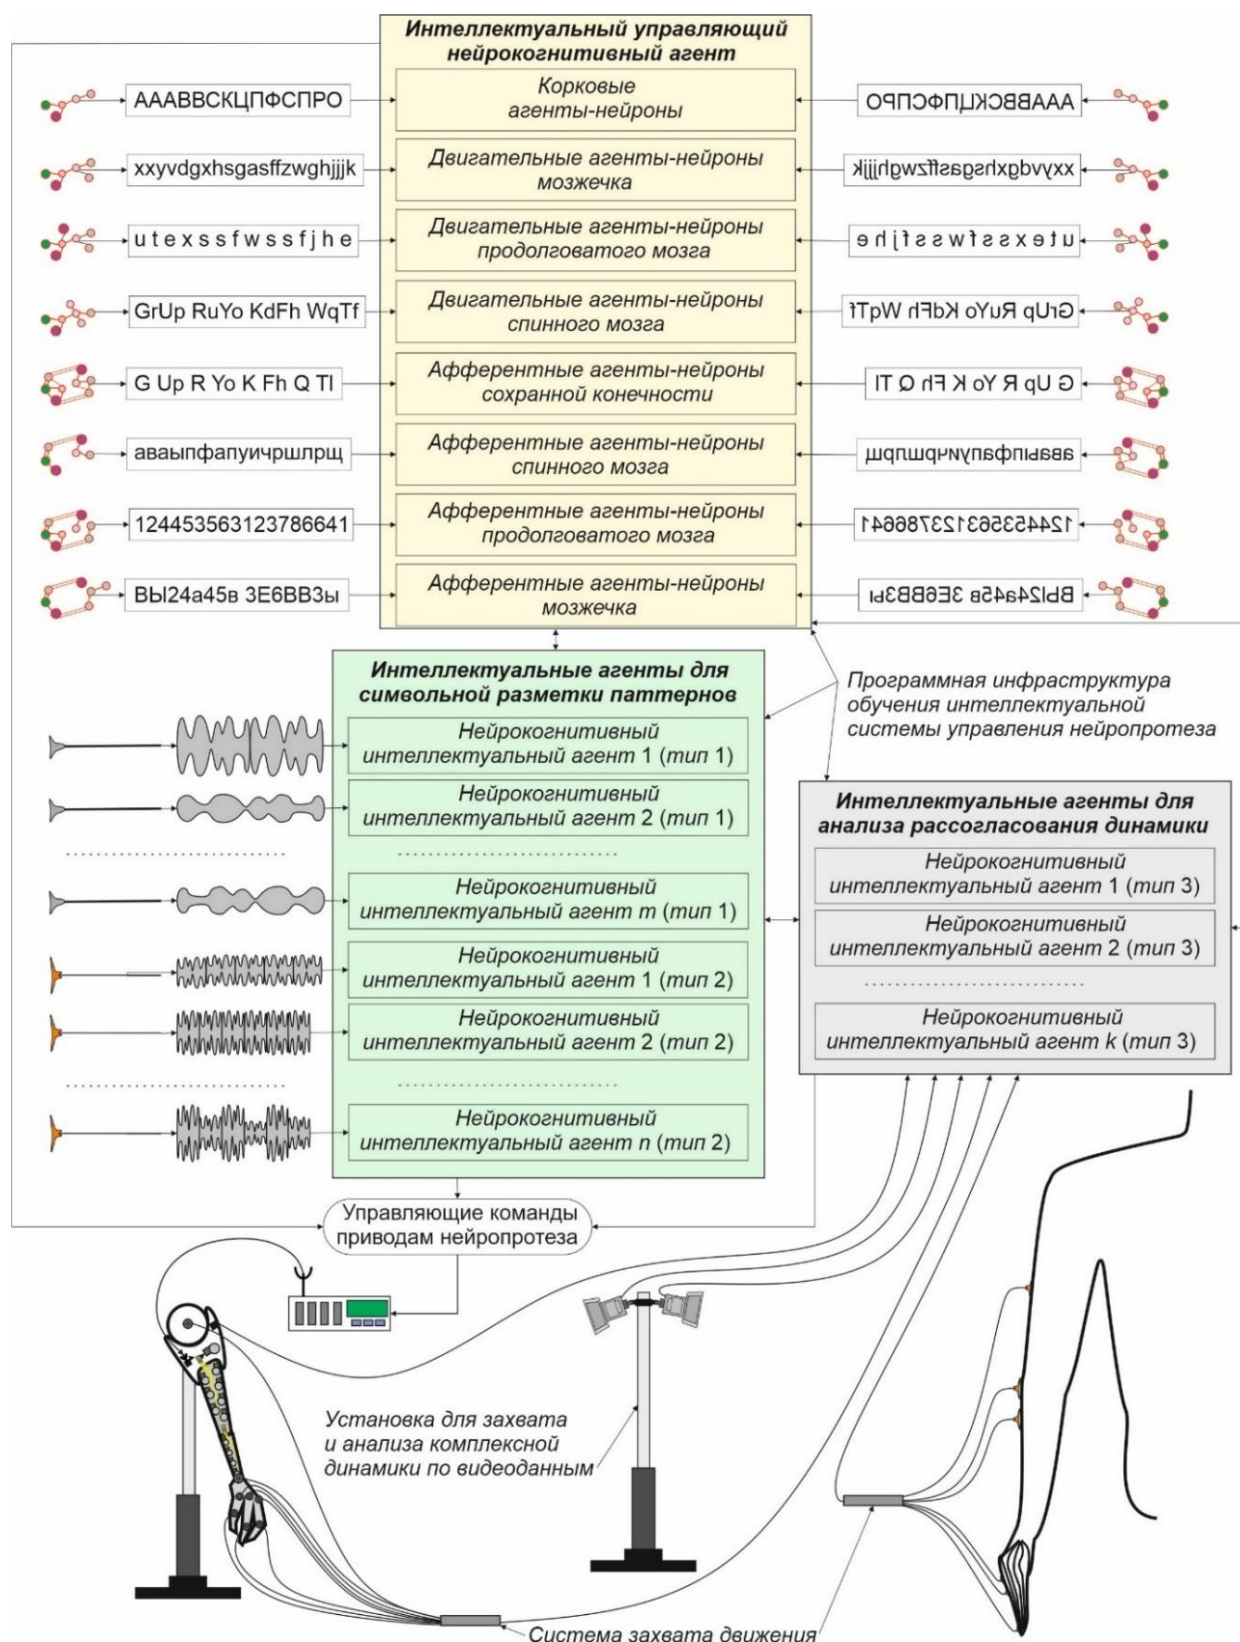 Интеллектуальный управляющий
нейрокогнитивный агент
АААВВСКЦПФСПРО
Корковые
агенты-нейроны
АААВВСКЦПФСПРО
xxyvdgxhsgasffzwghjjjk
Двигательные агенты-нейроны
мозжечка
xxyvdgxhsgasffzwghjjjk
u t e x s s f w s s f j h e
Двигательные агенты-нейроны
продолговатого мозга
u t e x s s f w s s f j h e
GrUp RuYo KdFh WqTf
Двигательные агенты-нейроны
спинного мозга
GrUp RuYo KdFh WqTf
G Up R Yo K Fh Q Tl
Афферентные агенты-нейроны
сохранной конечности
G Up R Yo K Fh Q Tl
аваыпфапуичршлрщ
Афферентные агенты-нейроны
спинного мозга
аваыпфапуичршлрщ
124453563123786641
Афферентные агенты-нейроны
продолговатого мозга
124453563123786641
ВЫ24а45в 3Е6ВВ3ы
Афферентные агенты-нейроны
мозжечка
ВЫ24а45в 3Е6ВВ3ы
Интеллектуальные агенты для
символьной разметки паттернов
Нейрокогнитивный
интеллектуальный агент 1 (тип 1)
Нейрокогнитивный
интеллектуальный агент 2 (тип 1)
Нейрокогнитивный
интеллектуальный агент m (тип 1)
Нейрокогнитивный
интеллектуальный агент 1 (тип 2)
Нейрокогнитивный
интеллектуальный агент 2 (тип 2)
Нейрокогнитивный
интеллектуальный агент n (тип 2)
Программная инфраструктура
обучения интеллектуальной
системы управления нейропротеза
Интеллектуальные агенты для
анализа рассогласования динамики
Нейрокогнитивный
интеллектуальный агент 1 (тип 3)
Нейрокогнитивный
интеллектуальный агент 2 (тип 3)
Нейрокогнитивный
интеллектуальный агент k (тип 3)
Управляющие команды
приводам нейропротеза
Установка для захвата
и анализа комплексной
динамики по видеоданным
Система захвата движения